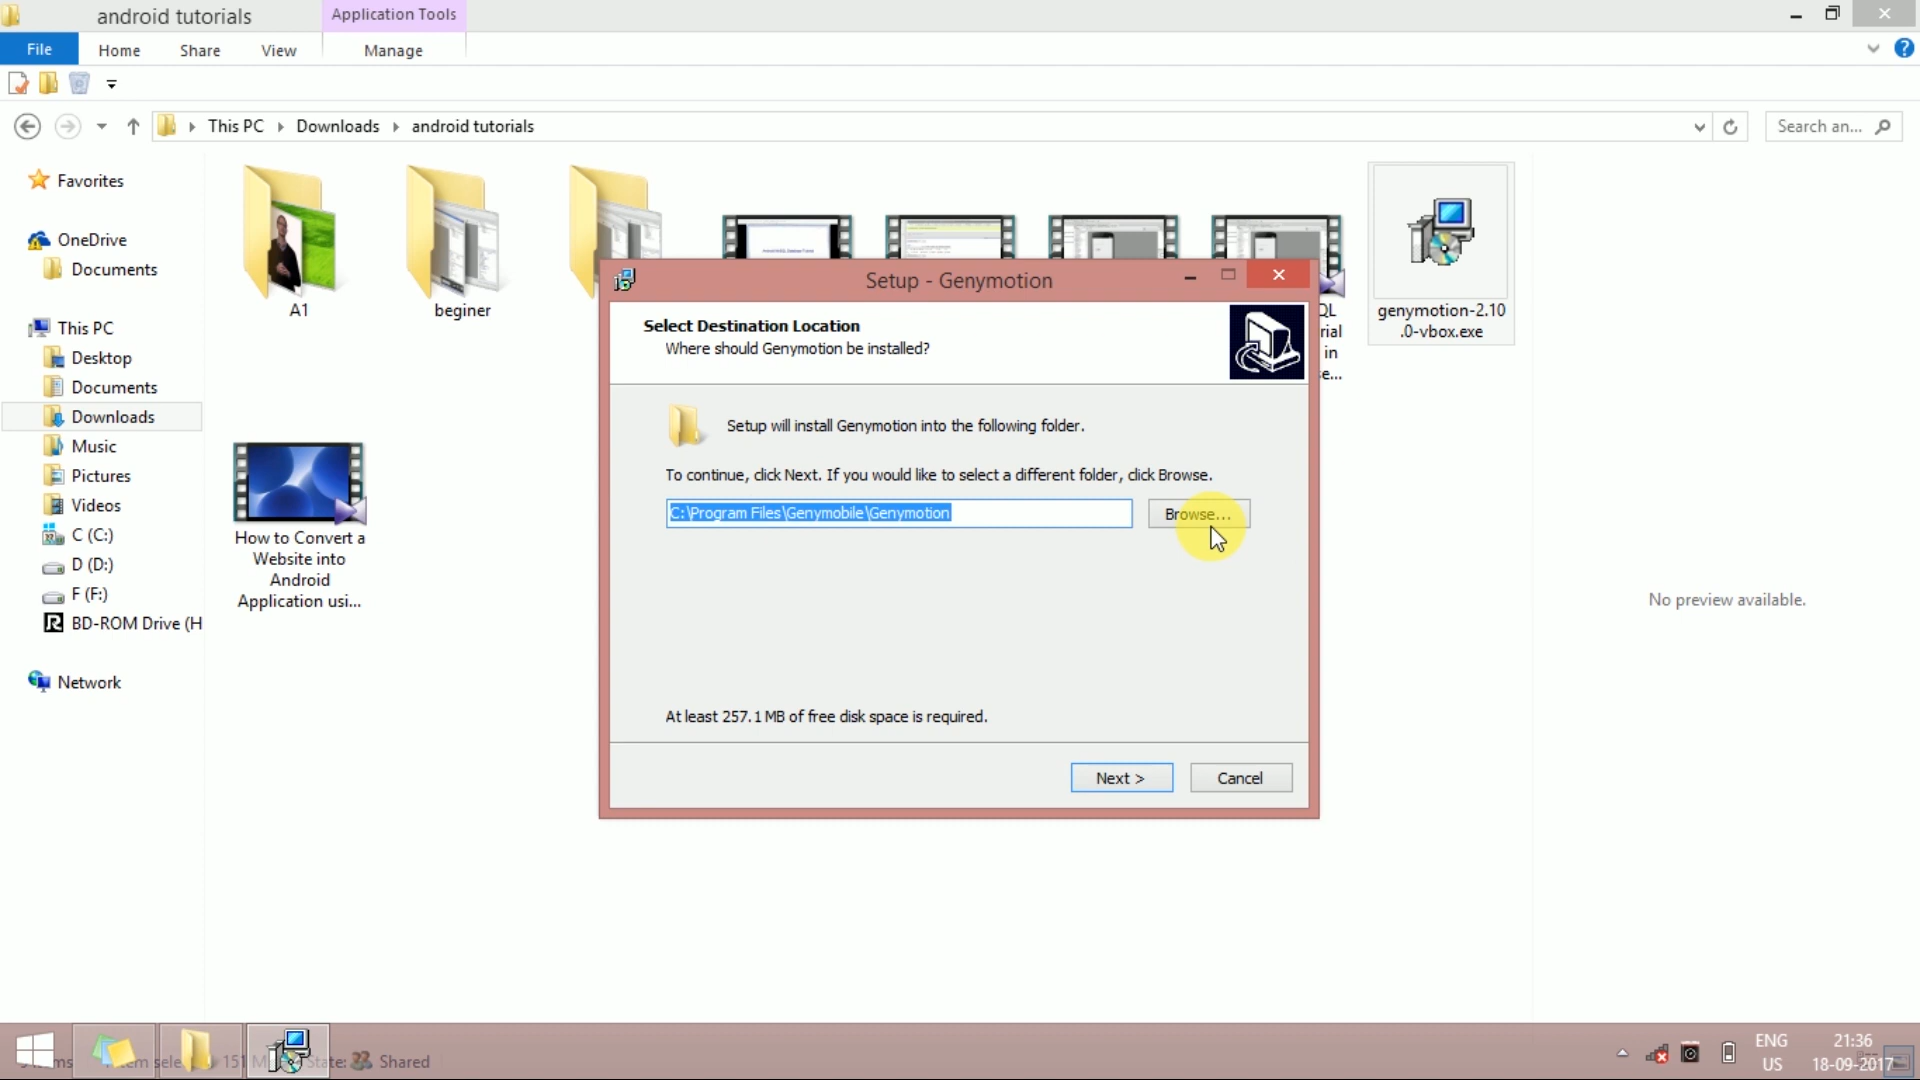 android tutorials
Application Tools
File
Home
Share
View
Manage
This PC
Downloads
android tutorials
Search an...
Favorites
OneDrive
Documents
This PC
Desktop
Documents
Downloads
Music
Pictures
Videos
C (C:)
D (D:)
F (F:)
BD-ROM Drive (H
Network
A1
beginer
QL
rial
in
e...
genymotion-2.10
.0-vbox.exe
How to Convert a
Website into
Android
Application usi...
Setup - Genymotion
Select Destination Location
Where should Genymotion be installed?
Setup will install Genymotion into the following folder.
To continue, click Next. If you would like to select a different folder, click Browse.
C:\Program Files\Genymobile\Genymotion
Browse...
At least 257.1 MB of free disk space is required.
Next >
Cancel
No preview available.
151 M
State:
Shared
ENG
US
21:36
18-09-2017